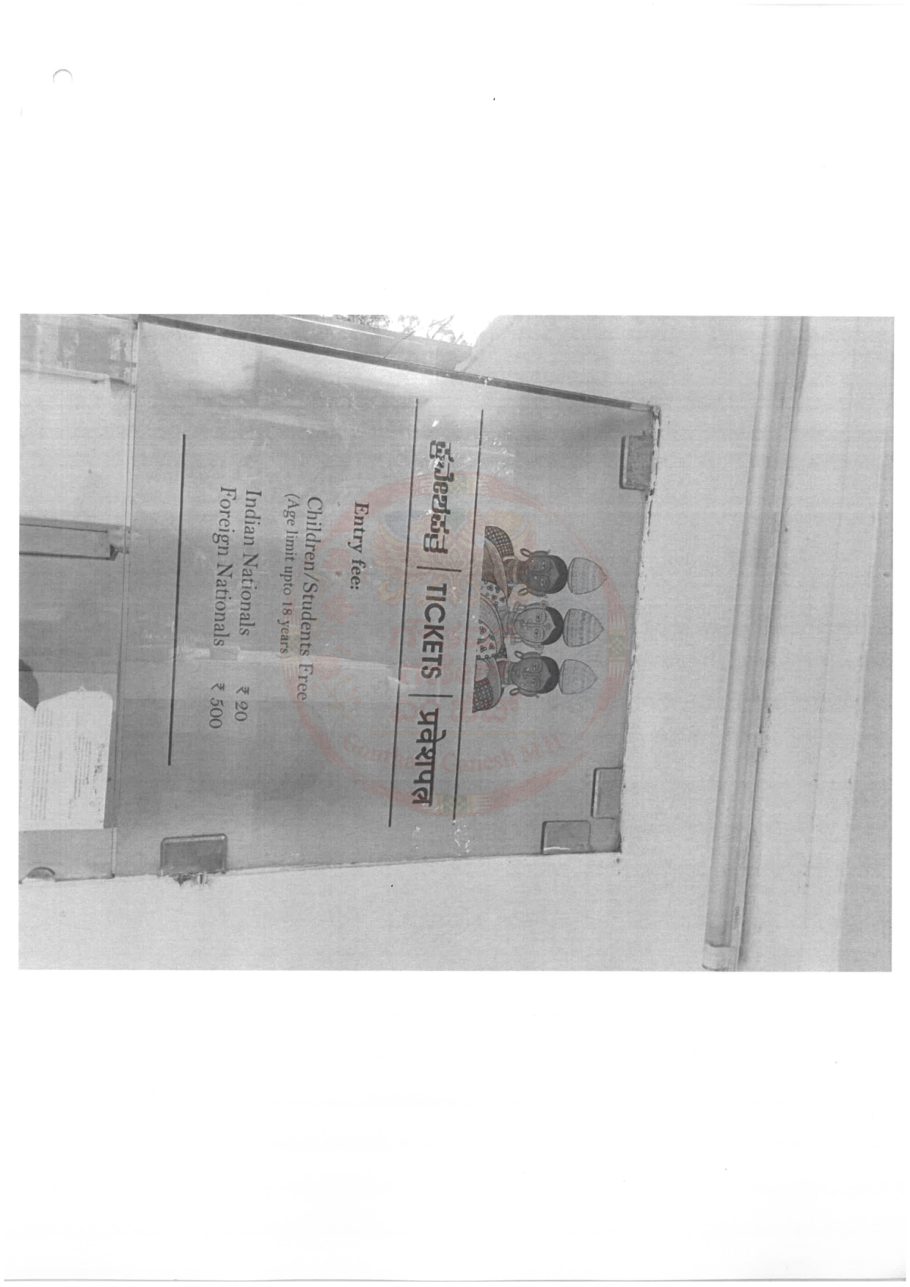 ಪ್ರವೇಶಪತ್ರ | TICKETS | प्रवेशपत्र
Entry fee:
Children/Students Free
(Age limit upto 18 years)
Indian Nationals ₹ 20
Foreign Nationals ₹ 500